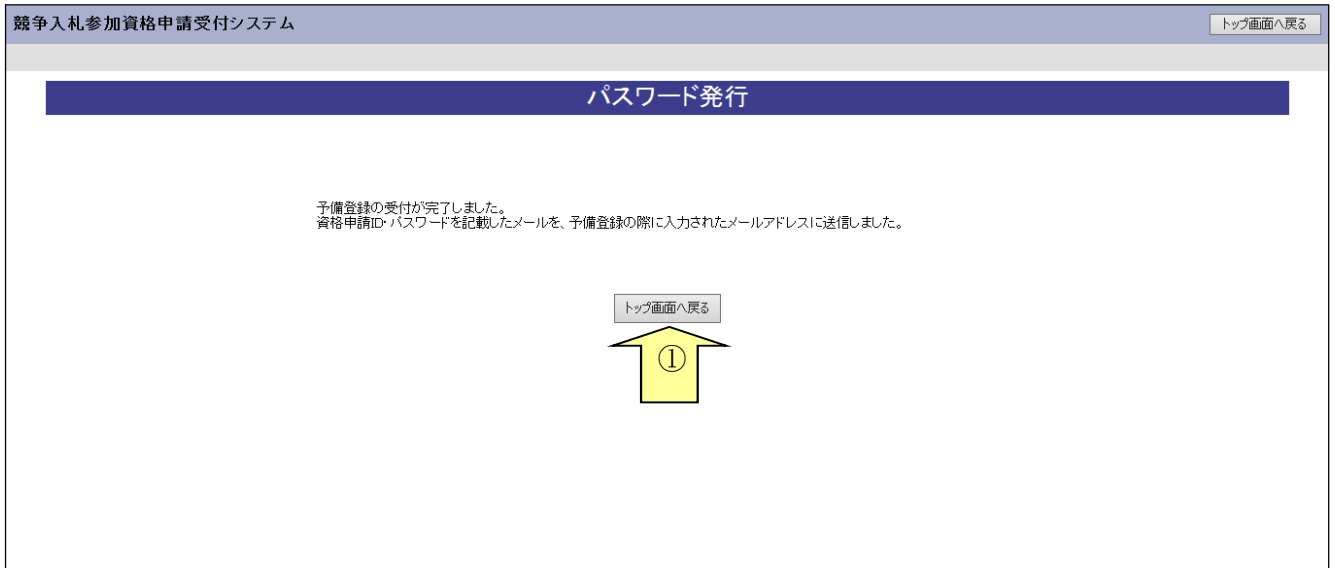 競争入札参加資格申請受付システム
トップ画面へ戻る
パスワード発行
予備登録の受付が完了しました。
資格申請ID・パスワードを記載したメールを、予備登録の際に入力されたメールアドレスに送信しました。
トップ画面へ戻る
①